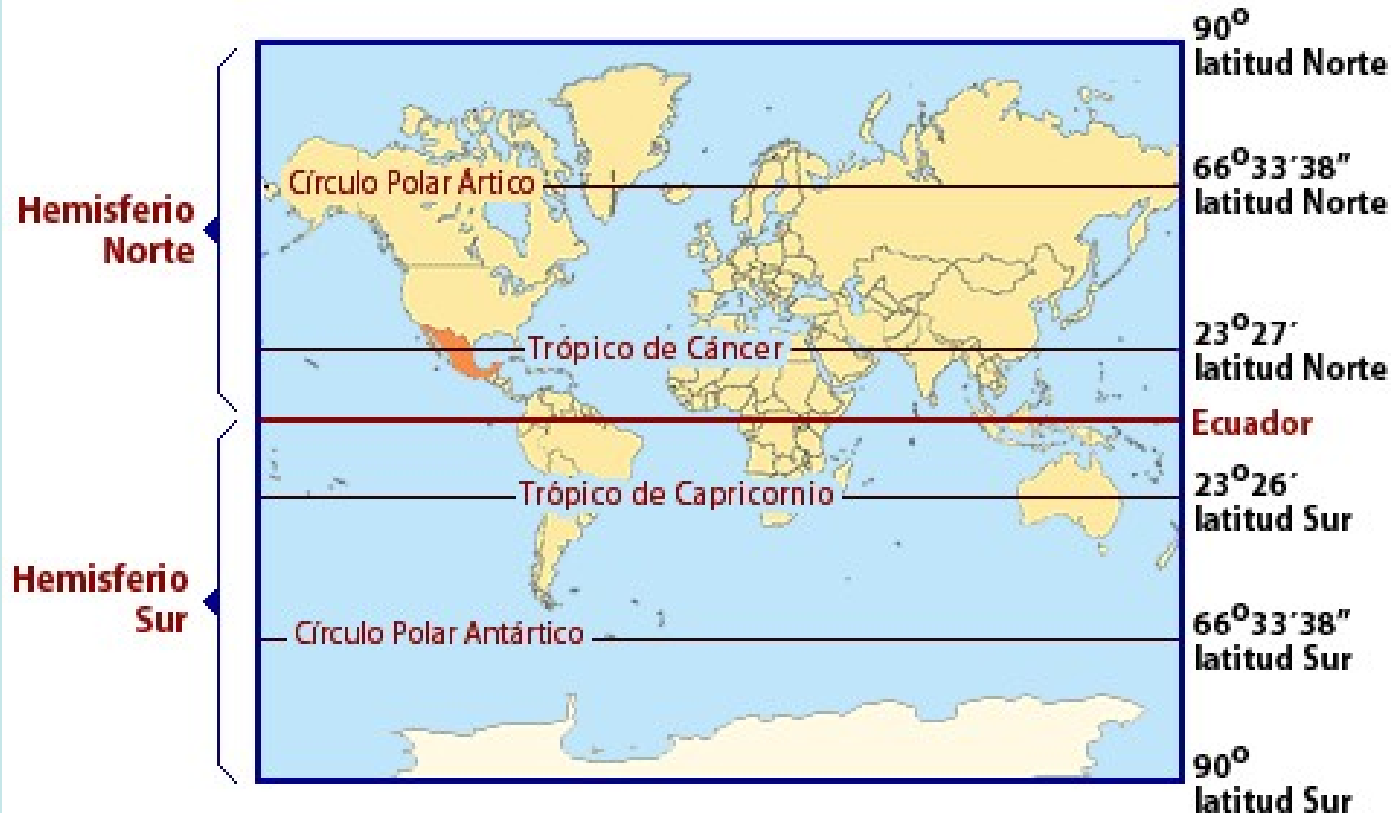 90°
latitud Norte
Círculo Polar Ártico
66°33´38”
latitud Norte
Hemisferio
Norte
Trópico de Cáncer
23°27´
latitud Norte
Ecuador
Trópico de Capricornio
23°26´
latitud Sur
Hemisferio
Sur
Círculo Polar Antártico
66°33´38”
latitud Sur
90°
latitud Sur